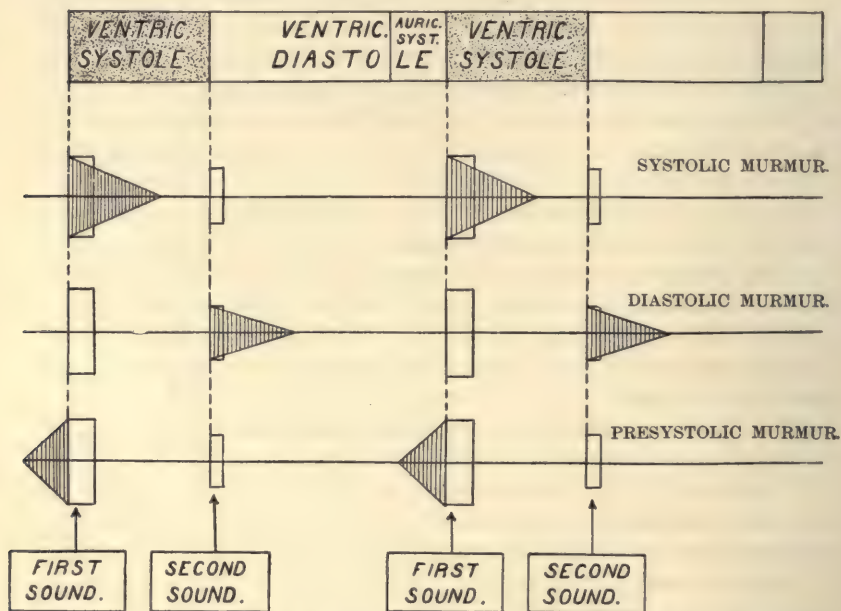 VENTRIC. SYSTOLE
VENTRIC. DIASTO
AURIC. SYST. LE
VENTRIC. SYSTOLE
SYSTOLIC MURMUR.
DIASTOLIC MURMUR.
PRESYSTOLIC MURMUR.
FIRST SOUND.
SECOND SOUND.
FIRST SOUND.
SECOND SOUND.